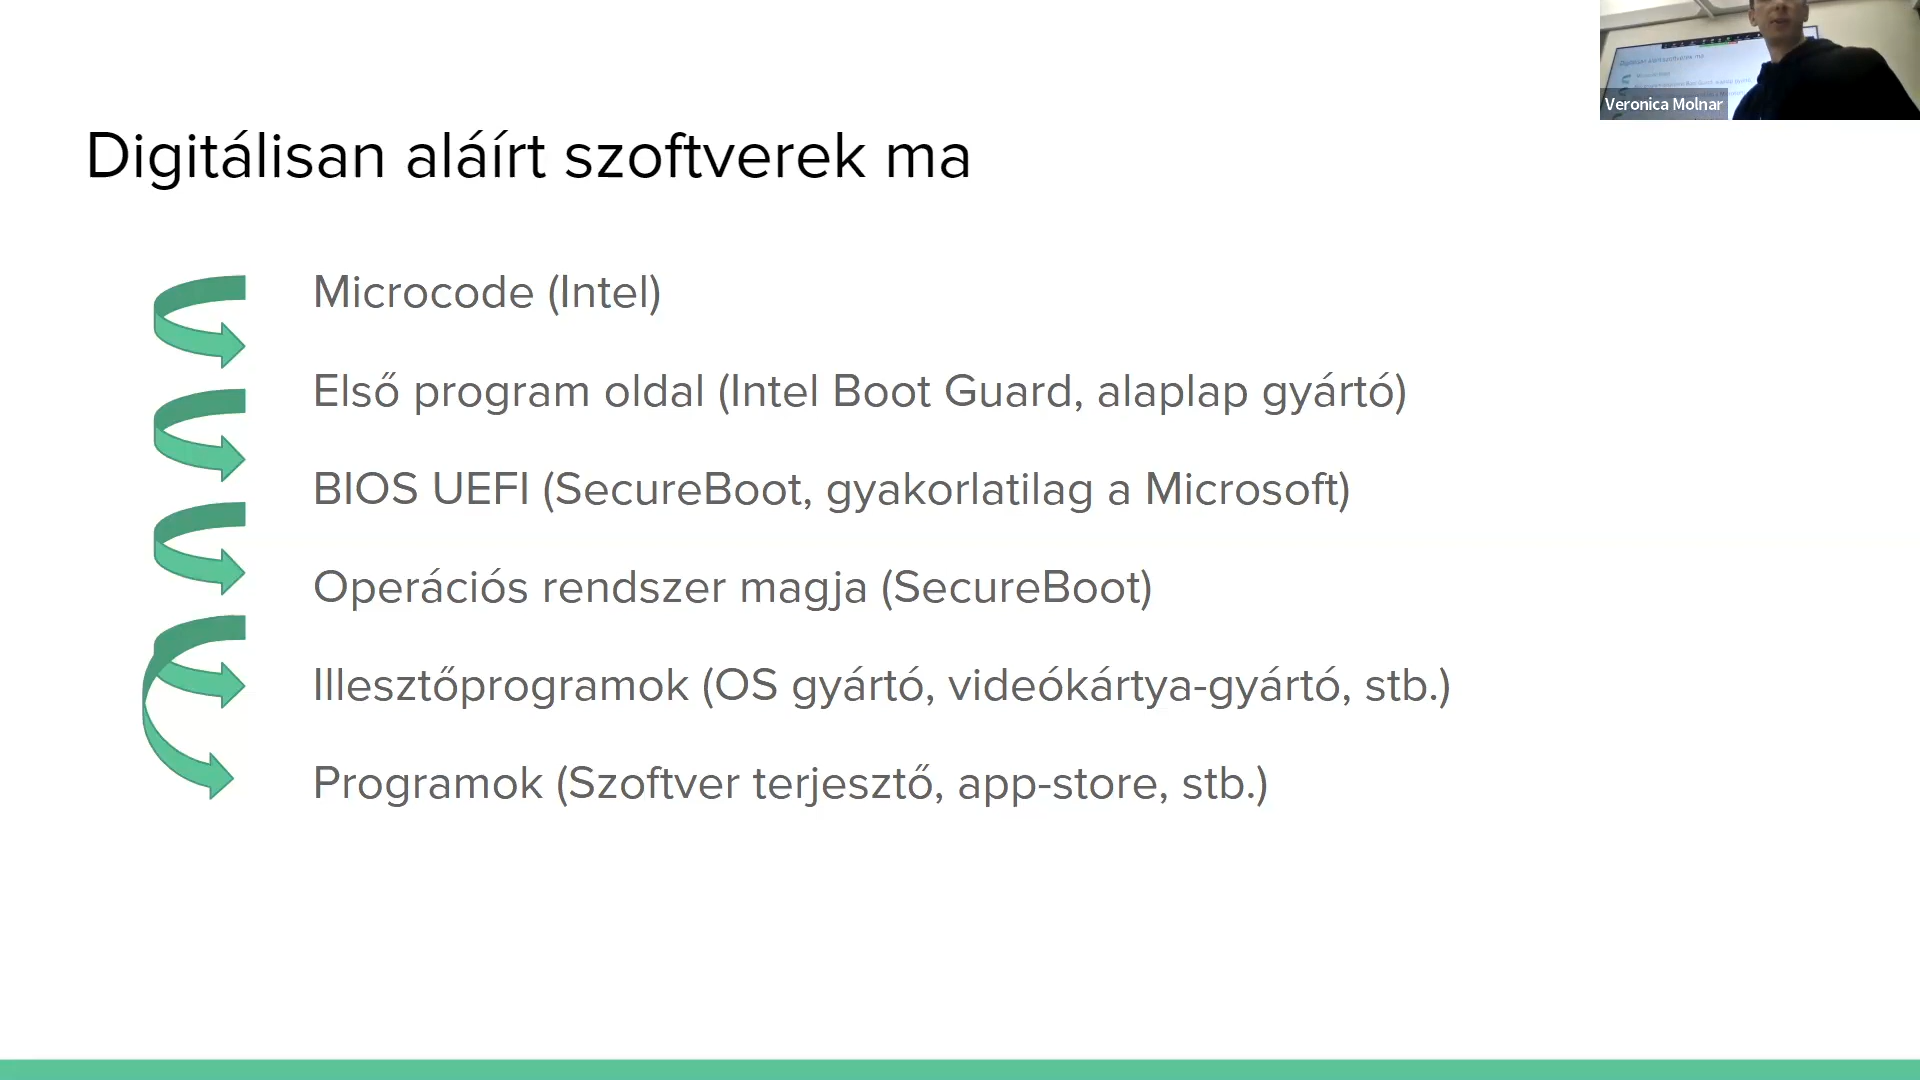 Veronica Molnar
Digitálisan aláírt szoftverek ma
Microcode (Intel)
Első program oldal (Intel Boot Guard, alaplap gyártó)
BIOS UEFI (SecureBoot, gyakorlatilag a Microsoft)
Operációs rendszer magja (SecureBoot)
Illesztőprogramok (OS gyártó, videókártya-gyártó, stb.)
Programok (Szoftver terjesztő, app-store, stb.)